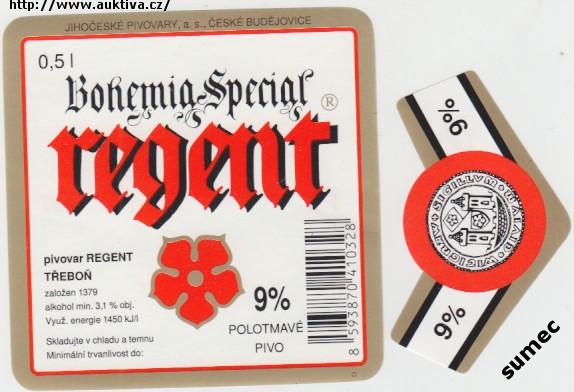 http://www.auktiva.cz/
JIHOČESKÉ PIVOVARY, a. s., ČESKÉ BUDĚJOVICE
0,5 l
Bohemia Special
regent ®
pivovar REGENT
TŘEBOŇ
založen 1379
alkohol min. 3,1 % obj.
Využ. energie 1450 kJ/l
Skladujte v chladu a temnu
Minimální trvanlivost do:
9%
POLOTMAVÉ
PIVO
8 593870 410328
9%
SIGILLVM
9%
sumec